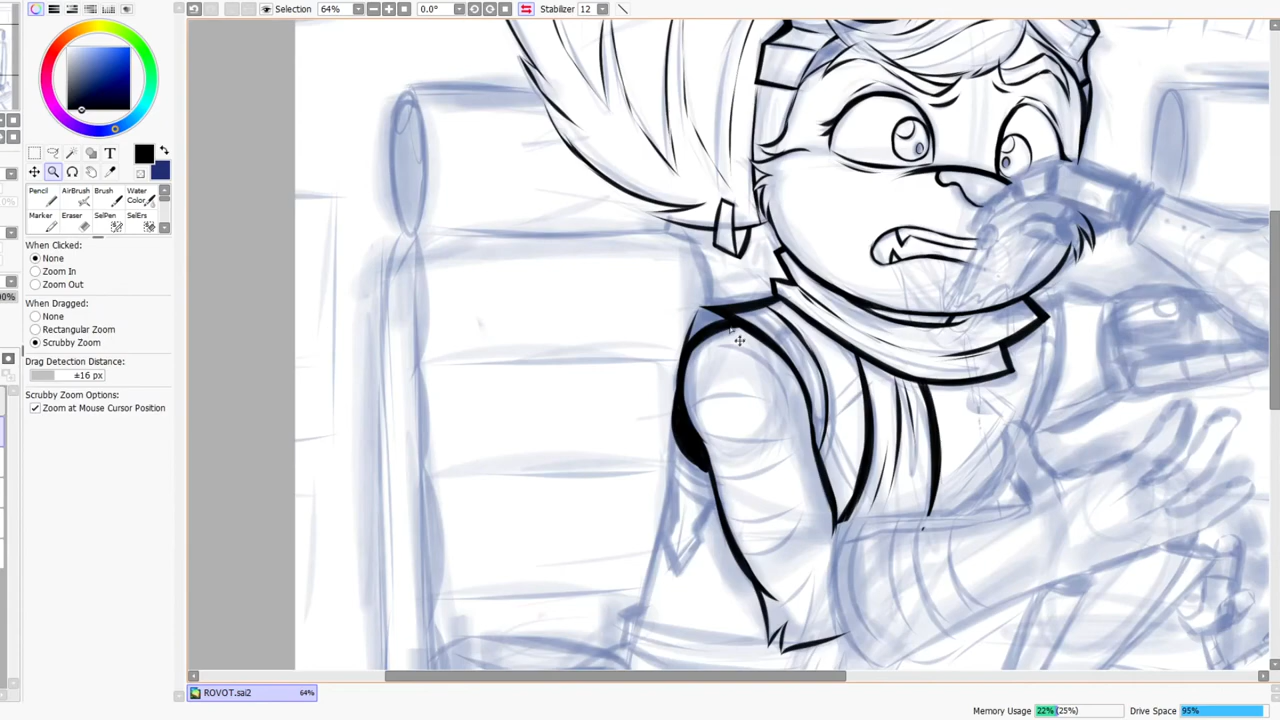 Selection 64% 0.0° Stabilizer 12
T
Pencil AirBrush Brush Water Color
Marker Eraser SelPen SelErs
When Clicked:
None
Zoom In
Zoom Out
When Dragged:
None
Rectangular Zoom
Scrubby Zoom
Drag Detection Distance:
±16 px
Scrubby Zoom Options:
Zoom at Mouse Cursor Position
ROVOT.sai2 64%
Memory Usage 22% (25%) Drive Space 95%